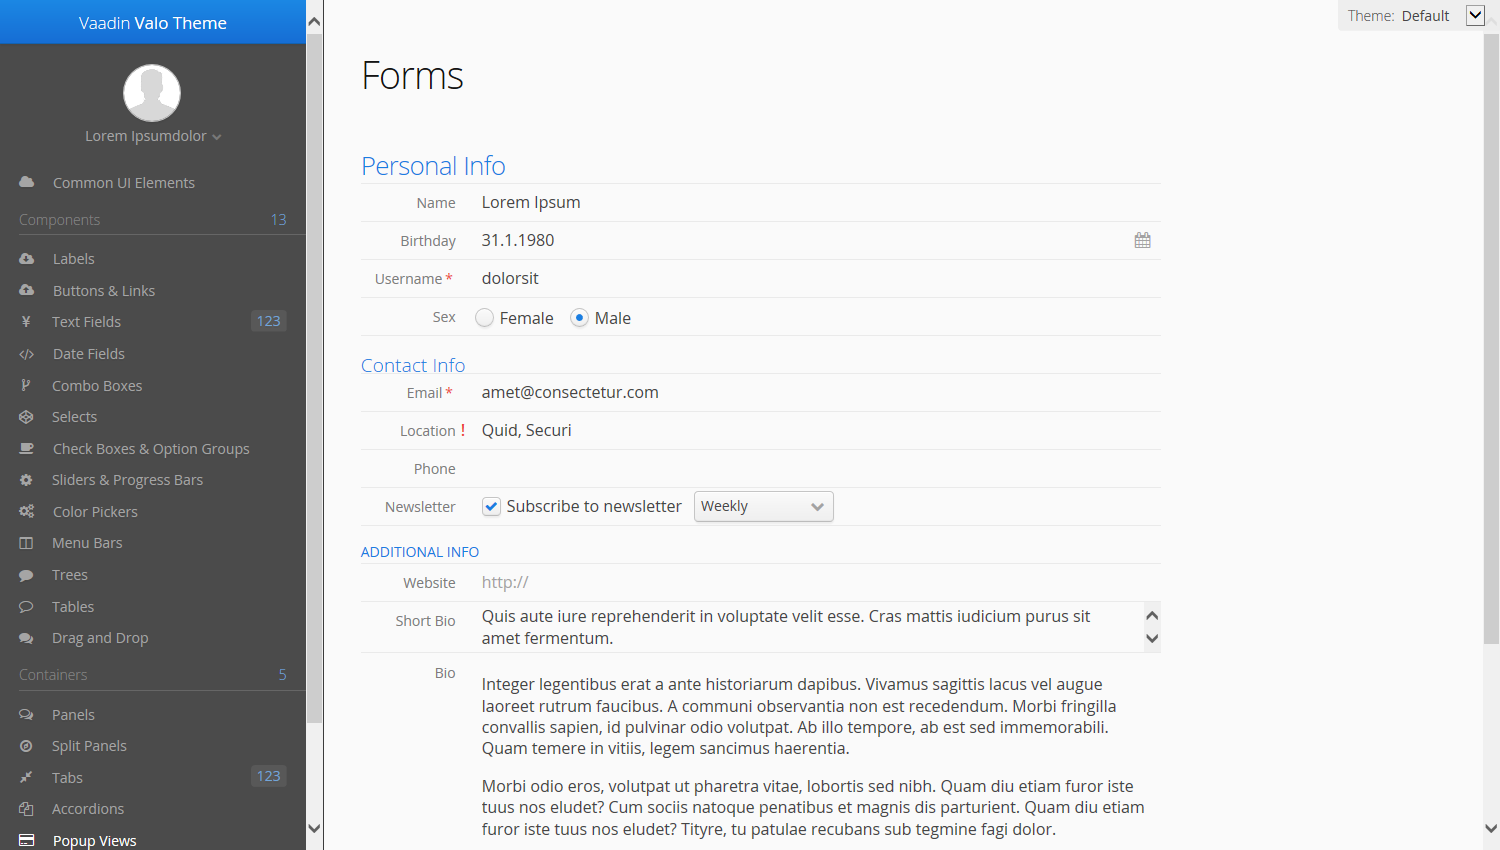 Vaadin Valo Theme
Lorem Ipsumdolor
Common UI Elements
Components 13
Labels
Buttons & Links
Text Fields 123
Date Fields
Combo Boxes
Selects
Check Boxes & Option Groups
Sliders & Progress Bars
Color Pickers
Menu Bars
Trees
Tables
Drag and Drop
Containers 5
Panels
Split Panels
Tabs 123
Accordions
Popup Views
Theme: Default
Forms
Personal Info
Name Lorem Ipsum
Birthday 31.1.1980
Username * dolorsit
Sex Female Male
Contact Info
Email * amet@consectetur.com
Location ! Quid, Securi
Phone
Newsletter Subscribe to newsletter Weekly
ADDITIONAL INFO
Website http://
Short Bio Quis aute iure reprehenderit in voluptate velit esse. Cras mattis iudicium purus sit
amet fermentum.
Bio
Integer legentibus erat a ante historiarum dapibus. Vivamus sagittis lacus vel augue
laoreet rutrum faucibus. A communi observantia non est recedendum. Morbi fringilla
convallis sapien, id pulvinar odio volutpat. Ab illo tempore, ab est sed immemorabili.
Quam temere in vitiis, legem sancimus haerentia.
Morbi odio eros, volutpat ut pharetra vitae, lobortis sed nibh. Quam diu etiam furor iste
tuus nos eludet? Cum sociis natoque penatibus et magnis dis parturient. Quam diu etiam
furor iste tuus nos eludet? Tityre, tu patulae recubans sub tegmine fagi dolor.